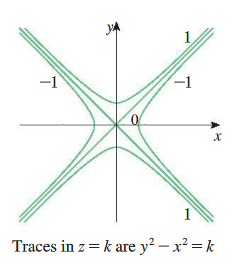 y
1
−1
−1
0
x
1
Traces in z = k are y² − x² = k